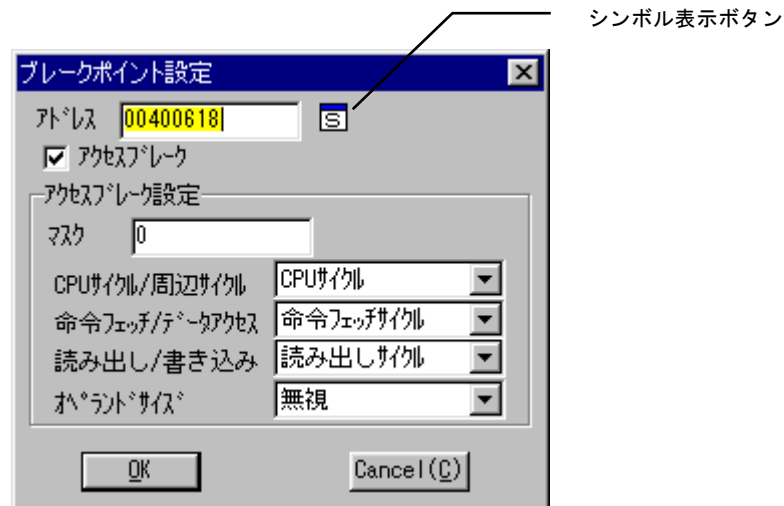 シンボル表示ボタン
ブレークポイント設定
アドレス 00400618 S
アクセスブレーク
アクセスブレーク設定
マスク 0
CPUサイクル/周辺サイクル CPUサイクル
命令フェッチ/データアクセス 命令フェッチサイクル
読み出し/書き込み 読み出しサイクル
オペランドサイズ 無視
OK Cancel(C)